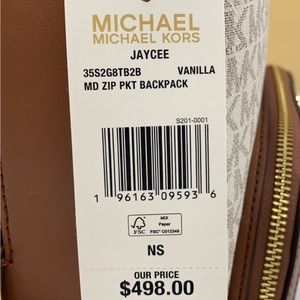 MICHAEL
MICHAEL KORS
JAYCEE
35S2G8TB2B VANILLA
MD ZIP PKT BACKPACK
S201-0001
1 96163 09593 6
FSC
MIX
Paper
FSC® C012348
NS
OUR PRICE
$498.00